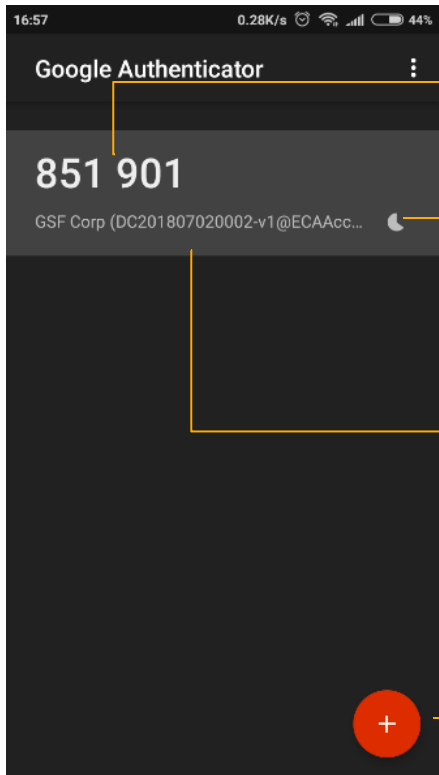 16:57 0.28K/s 44%
Google Authenticator
851 901
GSF Corp (DC201807020002-v1@ECAAcc...
+